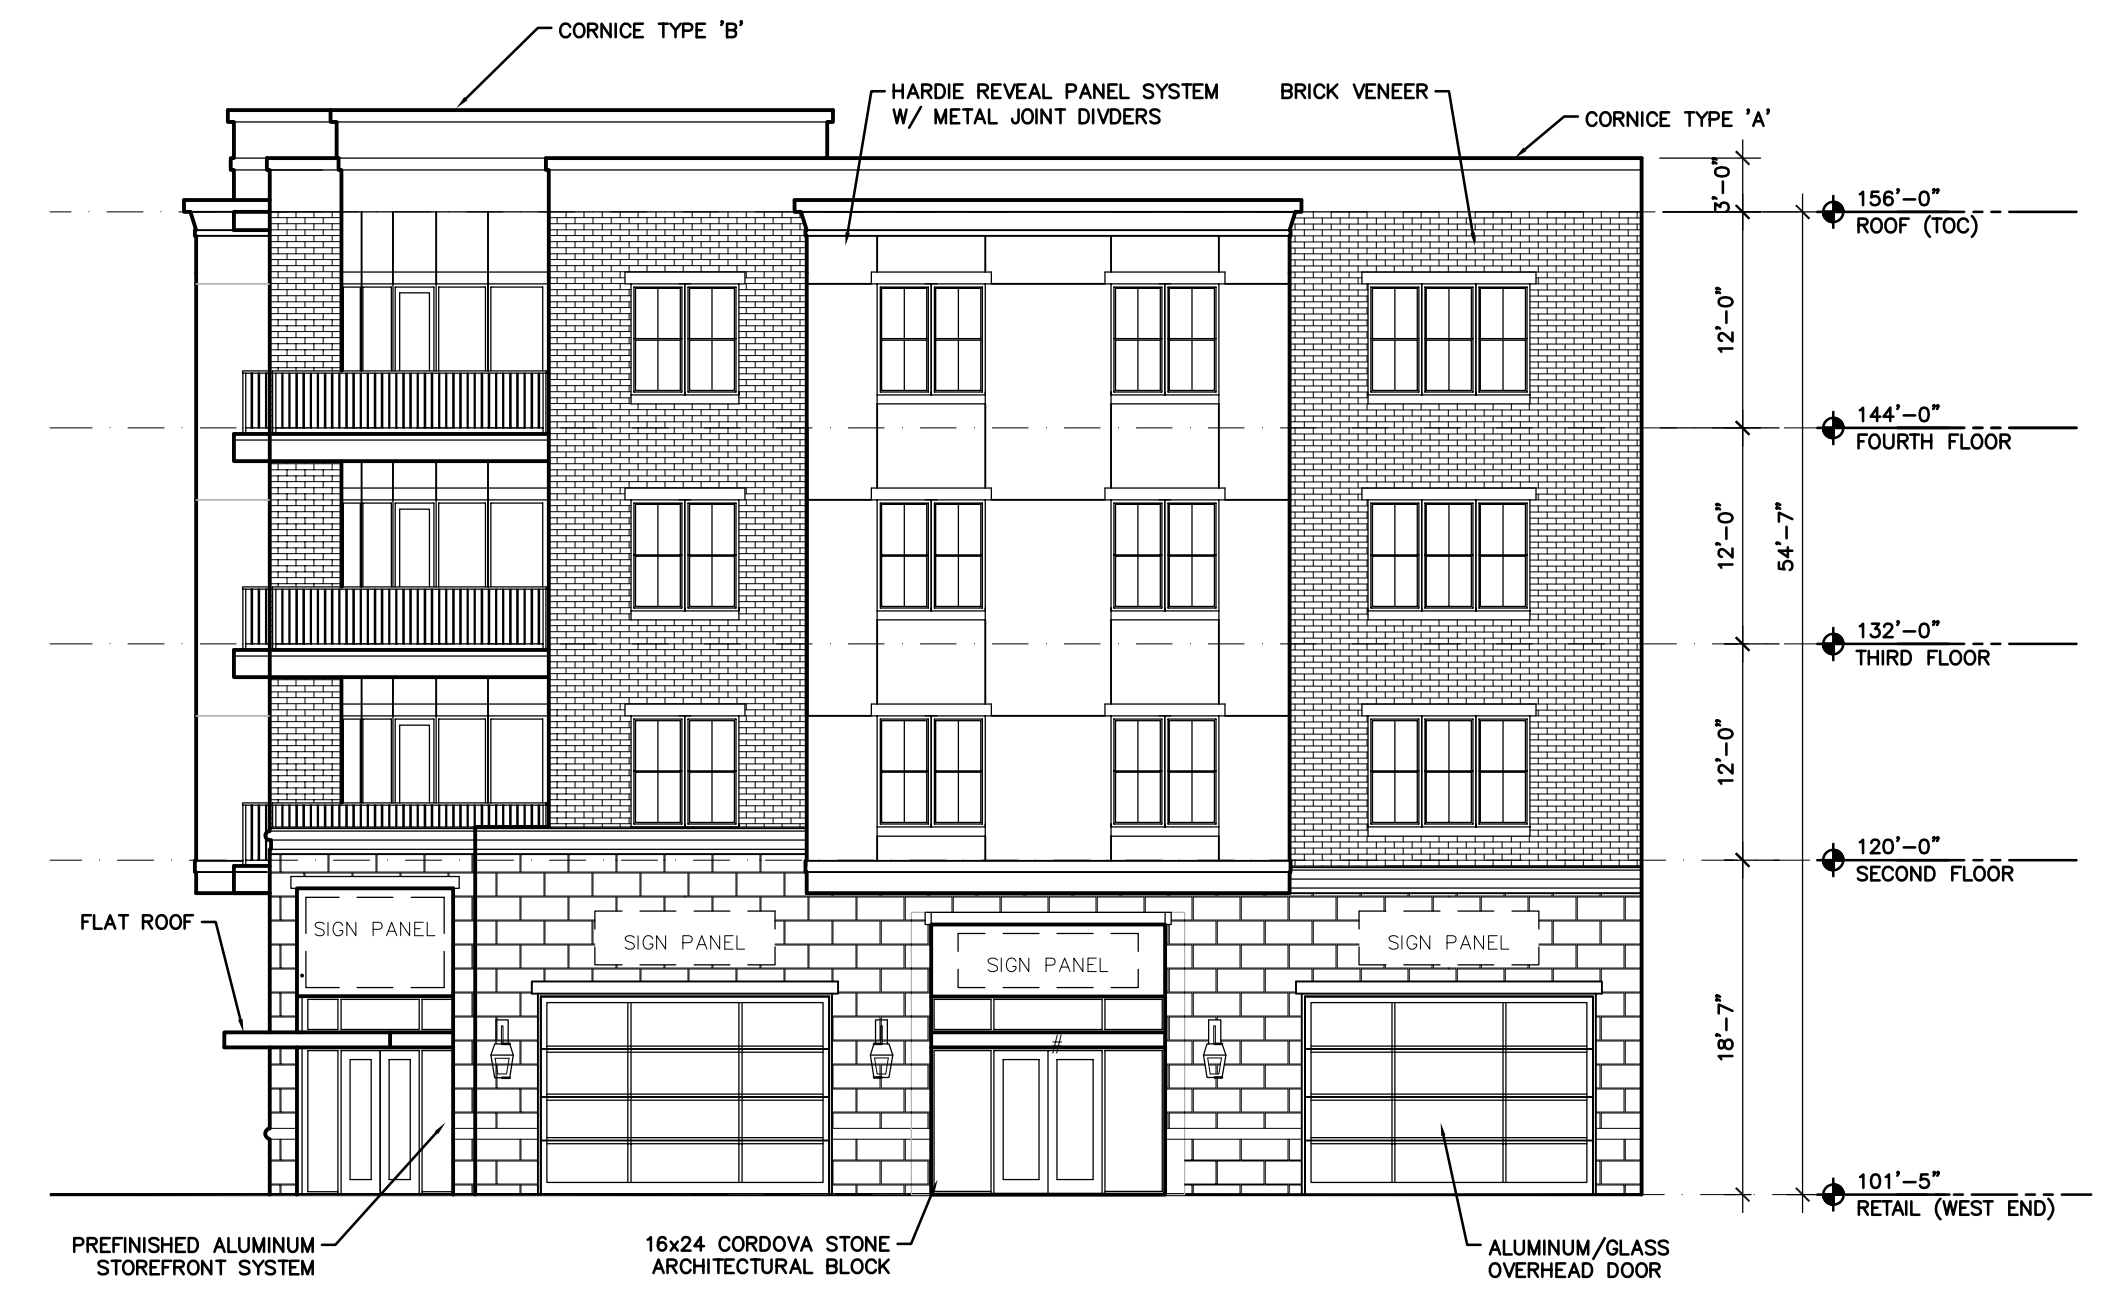 CORNICE TYPE 'B'
HARDIE REVEAL PANEL SYSTEM
W/ METAL JOINT DIVDERS
BRICK VENEER
CORNICE TYPE 'A'
3'-0"
156'-0"
ROOF (TOC)
12'-0"
144'-0"
FOURTH FLOOR
12'-0"
54'-7"
132'-0"
THIRD FLOOR
12'-0"
120'-0"
SECOND FLOOR
FLAT ROOF
SIGN PANEL
SIGN PANEL
SIGN PANEL
SIGN PANEL
18'-7"
101'-5"
RETAIL (WEST END)
PREFINISHED ALUMINUM
STOREFRONT SYSTEM
16x24 CORDOVA STONE
ARCHITECTURAL BLOCK
ALUMINUM/GLASS
OVERHEAD DOOR